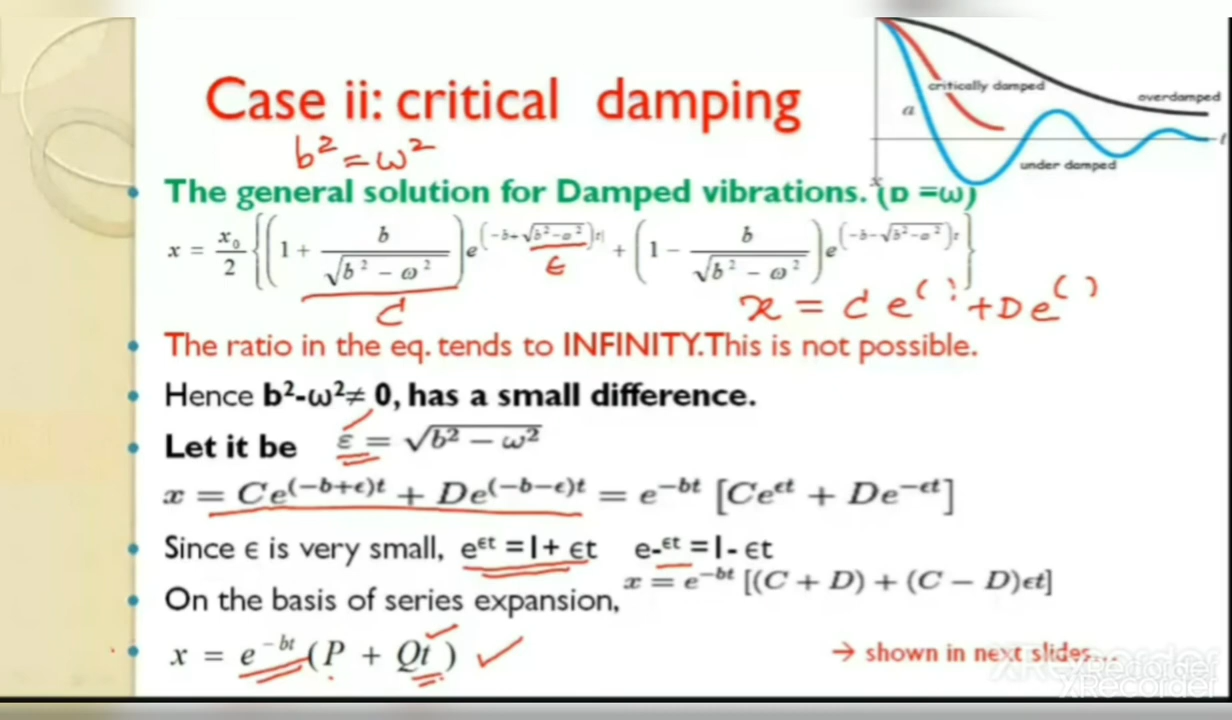 Case ii: critical damping
b² = ω²
critically damped
overdamped
a
t
under damped
• The general solution for Damped vibrations. (D =ω)
x = x₀/2 {(1 + b/√(b² − ω²)) e^(−b+√(b²−ω²))t + (1 − b/√(b² − ω²)) e^(−b−√(b²−ω²))t}
ϵ
C
x = C e^( ) + D e^( )
• The ratio in the eq. tends to INFINITY.This is not possible.
• Hence b²-ω²≠ 0, has a small difference.
• Let it be ε = √(b² − ω²)
x = Ce^(−b+ϵ)t + De^(−b−ϵ)t = e^−bt [Ce^ϵt + De^−ϵt]
• Since ϵ is very small, e^ϵt =1+ ϵt e-^ϵt =1- ϵt
x = e^−bt [(C + D) + (C − D)ϵt]
• On the basis of series expansion,
• x = e^−bt (P + Qt)
→ shown in next slides...
XRecorder
XRecorder